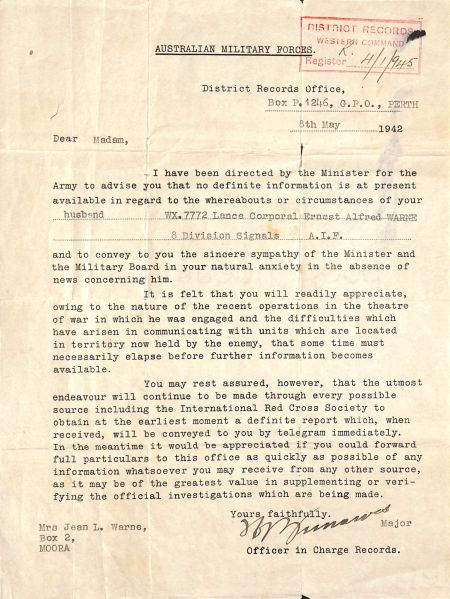 DISTRICT RECORDS
WESTERN COMMAND
K.
Register 4/1/945
AUSTRALIAN MILITARY FORCES.
District Records Office,
Box P.1246, G.P.O., PERTH
8th May 1942
Dear Madam,
I have been directed by the Minister for the
Army to advise you that no definite information is at present
available in regard to the whereabouts or circumstances of your
husband WX.7772 Lance Corporal Ernest Alfred WARNE
8 Division Signals A.I.F.
and to convey to you the sincere sympathy of the Minister and
the Military Board in your natural anxiety in the absence of
news concerning him.
It is felt that you will readily appreciate,
owing to the nature of the recent operations in the theatre
of war in which he was engaged and the difficulties which
have arisen in communicating with units which are located
in territory now held by the enemy, that some time must
necessarily elapse before further information becomes
available.
You may rest assured, however, that the utmost
endeavour will continue to be made through every possible
source including the International Red Cross Society to
obtain at the earliest moment a definite report which, when
received, will be conveyed to you by telegram immediately.
In the meantime it would be appreciated if you could forward
full particulars to this office as quickly as possible of any
information whatsoever you may receive from any other source,
as it may be of the greatest value in supplementing or veri-
fying the official investigations which are being made.
Yours faithfully.
Major
Officer in Charge Records.
Mrs Jean L. Warne,
Box 2,
MOORA